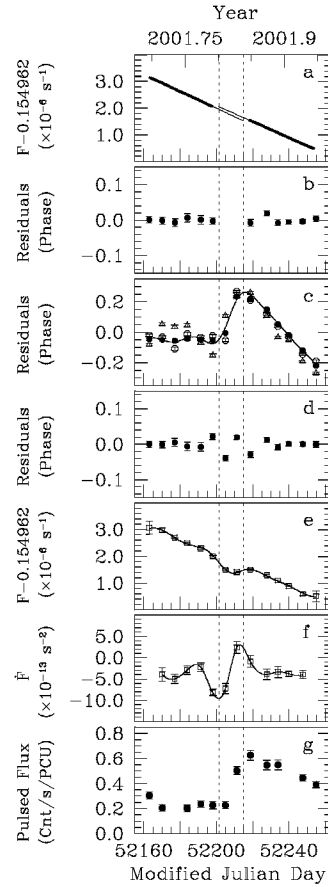 Year
2001.75 2001.9
a
F−0.154962
(×10⁻⁶ s⁻¹)
3.0
2.0
1.0
b
Residuals
(Phase)
0.1
0.0
−0.1
c
Residuals
(Phase)
0.2
0.0
−0.2
d
Residuals
(Phase)
0.1
0.0
−0.1
e
F−0.154962
(×10⁻⁶ s⁻¹)
3.0
2.0
1.0
f
Ḟ
(×10⁻¹³ s⁻²)
5.0
0.0
−5.0
−10.0
g
Pulsed Flux
(Cnt/s/PCU)
0.8
0.6
0.4
0.2
0.0
52160 52200 52240
Modified Julian Day